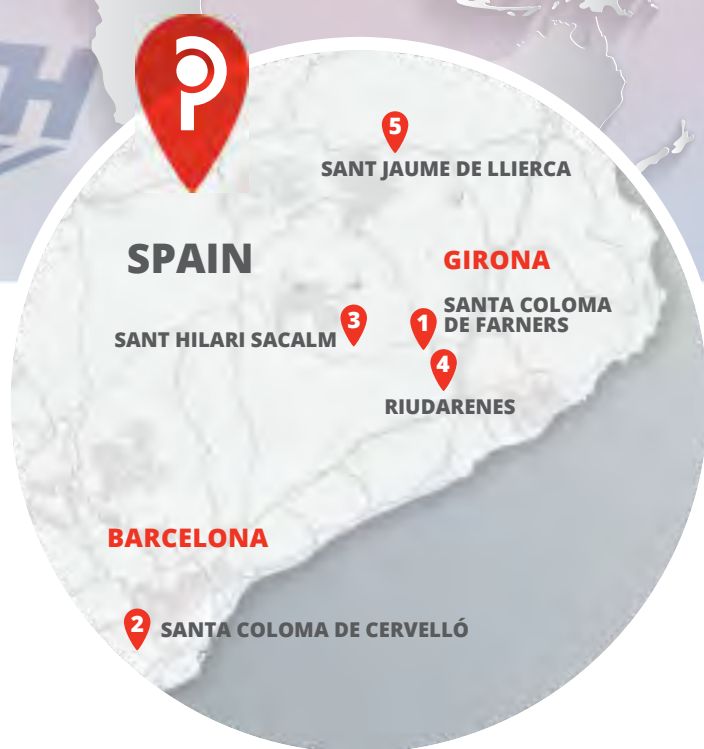 5
SANT JAUME DE LLIERCA
SPAIN
GIRONA
SANTA COLOMA
DE FARNERS
1
3
SANT HILARI SACALM
4
RIUDARENES
BARCELONA
2
SANTA COLOMA DE CERVELLÓ